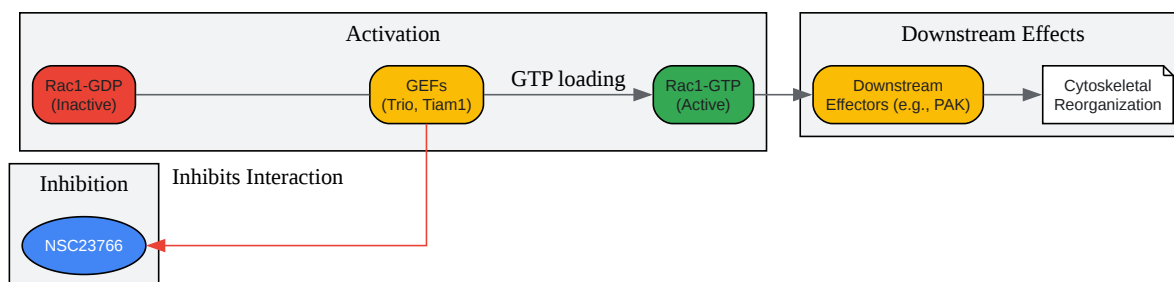 Activation
Downstream Effects
Rac1-GDP
(Inactive)
GEFs
(Trio, Tiam1)
GTP loading
Rac1-GTP
(Active)
Downstream
Effectors (e.g., PAK)
Cytoskeletal
Reorganization
Inhibition
Inhibits Interaction
NSC23766